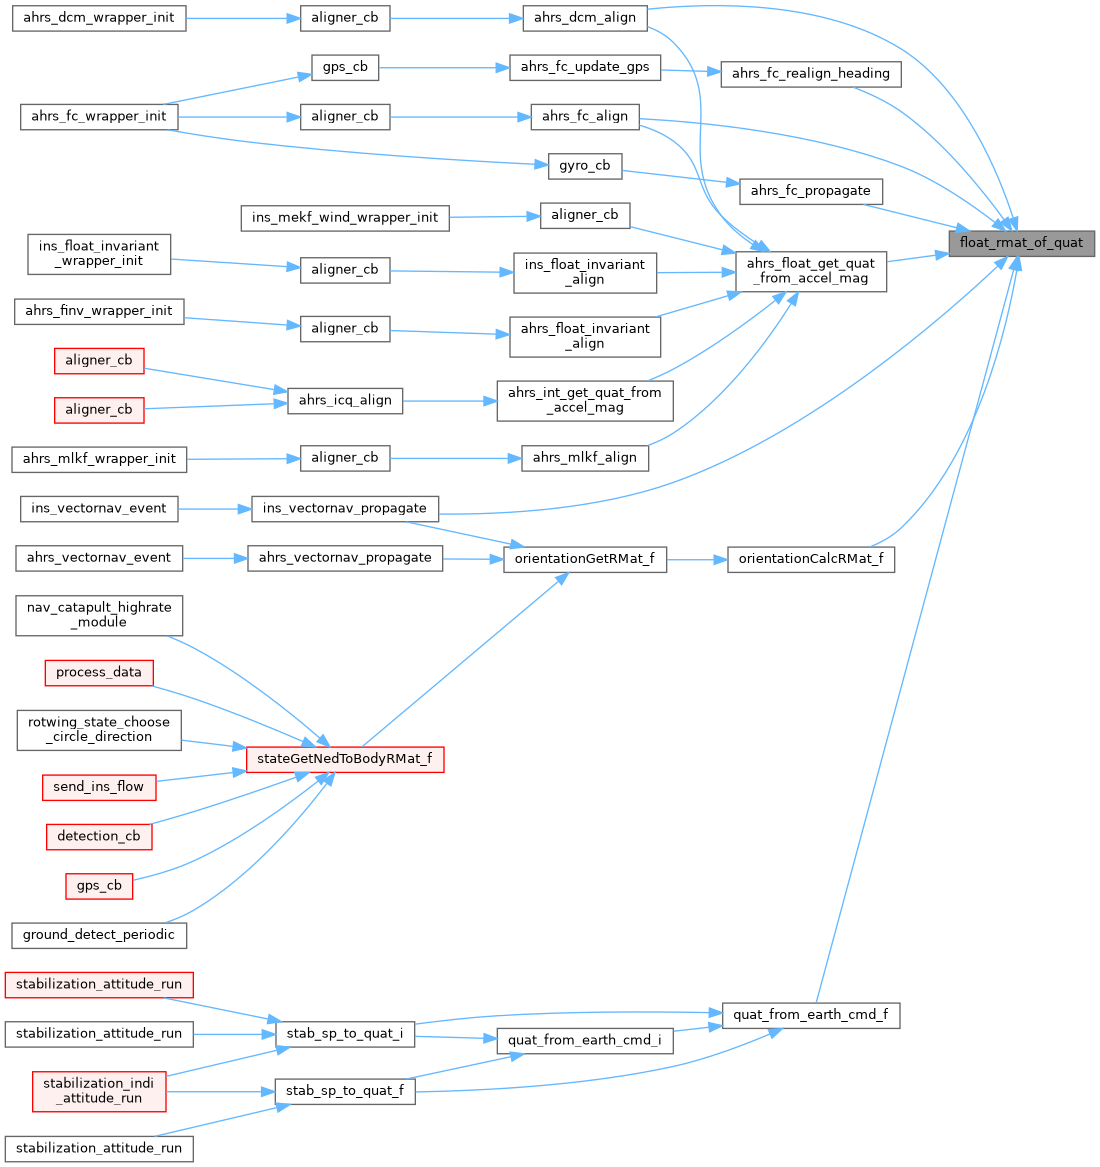 ahrs_dcm_wrapper_init
aligner_cb
ahrs_dcm_align
gps_cb
ahrs_fc_update_gps
ahrs_fc_realign_heading
ahrs_fc_wrapper_init
aligner_cb
ahrs_fc_align
gyro_cb
ahrs_fc_propagate
ins_mekf_wind_wrapper_init
aligner_cb
float_rmat_of_quat
ins_float_invariant
_wrapper_init
aligner_cb
ins_float_invariant
_align
ahrs_float_get_quat
_from_accel_mag
ahrs_finv_wrapper_init
aligner_cb
ahrs_float_invariant
_align
aligner_cb
aligner_cb
ahrs_icq_align
ahrs_int_get_quat_from
_accel_mag
ahrs_mlkf_wrapper_init
aligner_cb
ahrs_mlkf_align
ins_vectornav_event
ins_vectornav_propagate
ahrs_vectornav_event
ahrs_vectornav_propagate
orientationGetRMat_f
orientationCalcRMat_f
nav_catapult_highrate
_module
process_data
rotwing_state_choose
_circle_direction
stateGetNedToBodyRMat_f
send_ins_flow
detection_cb
gps_cb
ground_detect_periodic
stabilization_attitude_run
stabilization_attitude_run
stab_sp_to_quat_i
quat_from_earth_cmd_i
quat_from_earth_cmd_f
stabilization_indi
_attitude_run
stab_sp_to_quat_f
stabilization_attitude_run